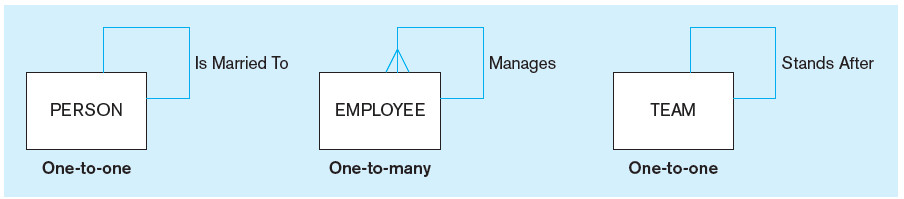 PERSON
Is Married To
One-to-one
EMPLOYEE
Manages
One-to-many
TEAM
Stands After
One-to-one